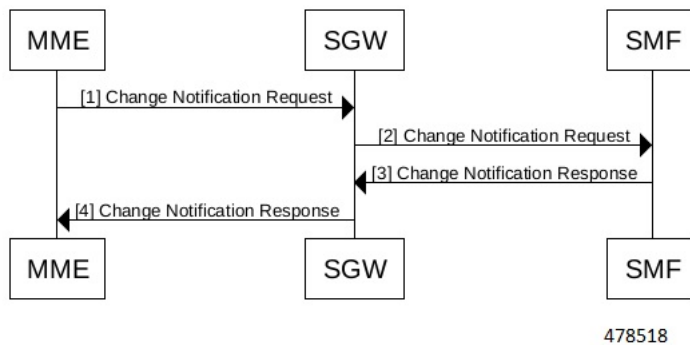 MME SGW SMF
[1] Change Notification Request
[2] Change Notification Request
[3] Change Notification Response
[4] Change Notification Response
MME SGW SMF
478518